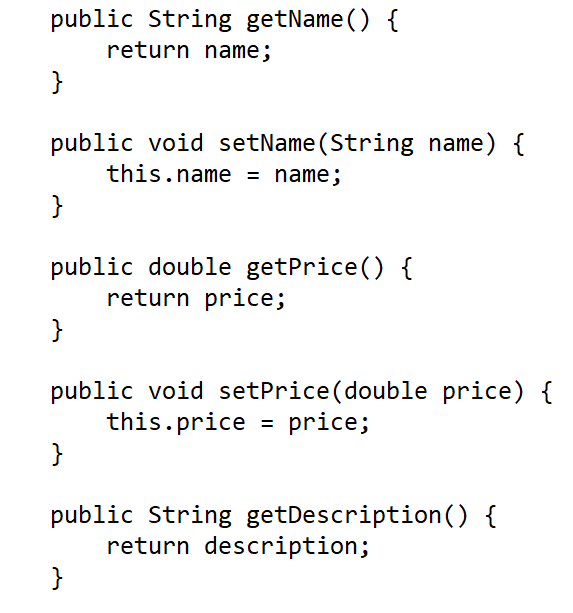 public String getName() {
    return name;
}

public void setName(String name) {
    this.name = name;
}

public double getPrice() {
    return price;
}

public void setPrice(double price) {
    this.price = price;
}

public String getDescription() {
    return description;
}